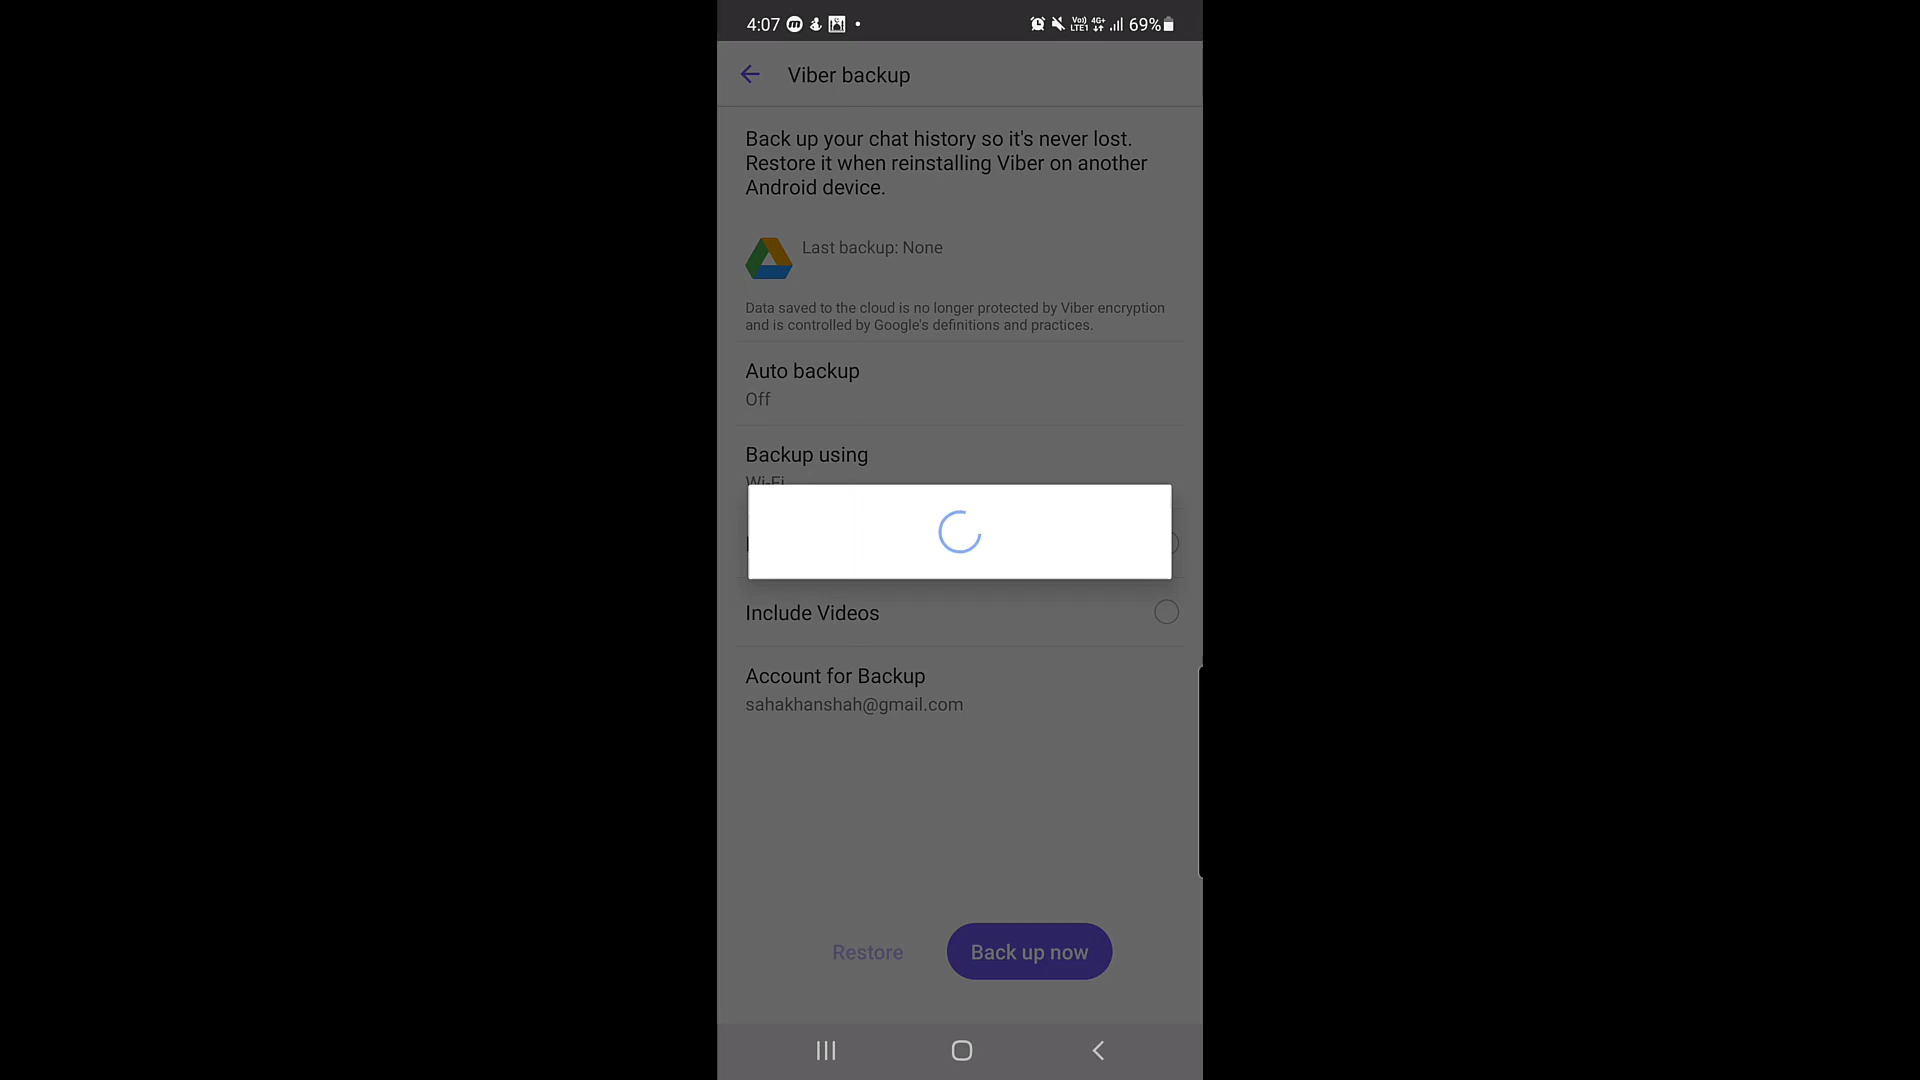 4:07
Vo)) 4G+
LTE1
69%
Viber backup
Back up your chat history so it's never lost.
Restore it when reinstalling Viber on another
Android device.
Last backup: None
Data saved to the cloud is no longer protected by Viber encryption
and is controlled by Google's definitions and practices.
Auto backup
Off
Backup using
Wi-Fi
Include Videos
Account for Backup
sahakhanshah@gmail.com
Restore
Back up now